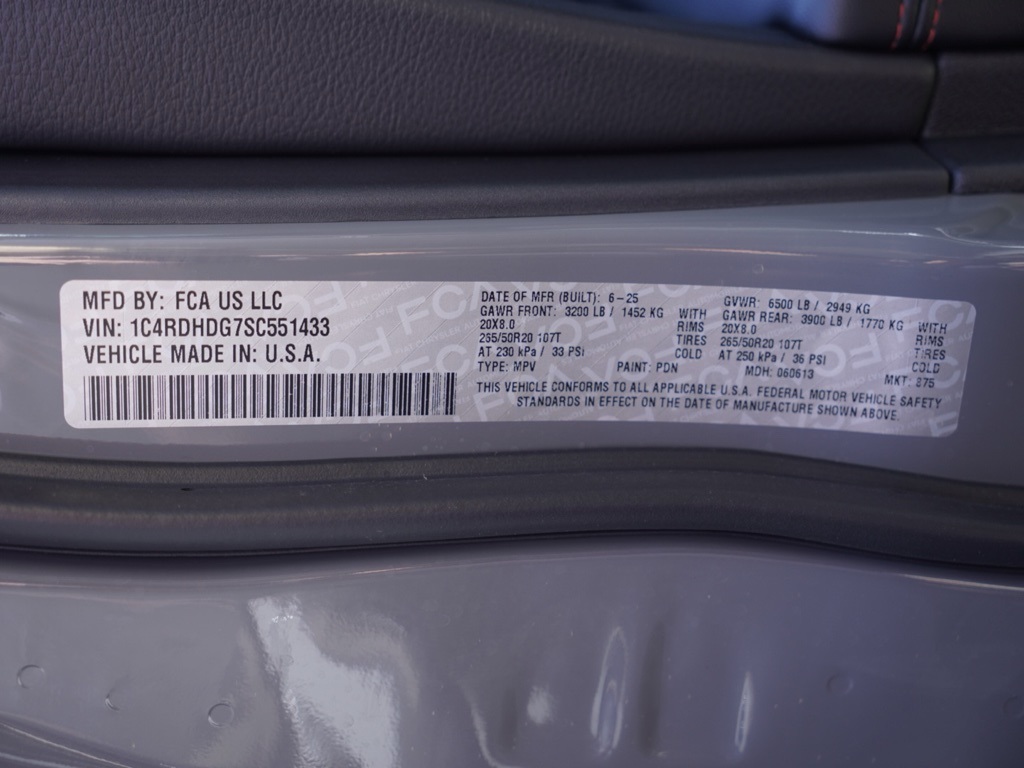 MFD BY: FCA US LLC
VIN: 1C4RDHDG7SC551433
VEHICLE MADE IN: U.S.A.
DATE OF MFR (BUILT): 6-25
GAWR FRONT: 3200 LB / 1452 KG WITH
20X8.0 RIMS
265/50R20 107T TIRES
AT 230 kPa / 33 PSI COLD
TYPE: MPV PAINT: PDN
GVWR: 6500 LB / 2949 KG
GAWR REAR: 3900 LB / 1770 KG WITH
20X8.0 RIMS
265/50R20 107T TIRES
AT 250 kPa / 36 PSI COLD
MDH: 060613 MKT: 875
THIS VEHICLE CONFORMS TO ALL APPLICABLE U.S.A. FEDERAL MOTOR VEHICLE SAFETY
STANDARDS IN EFFECT ON THE DATE OF MANUFACTURE SHOWN ABOVE.